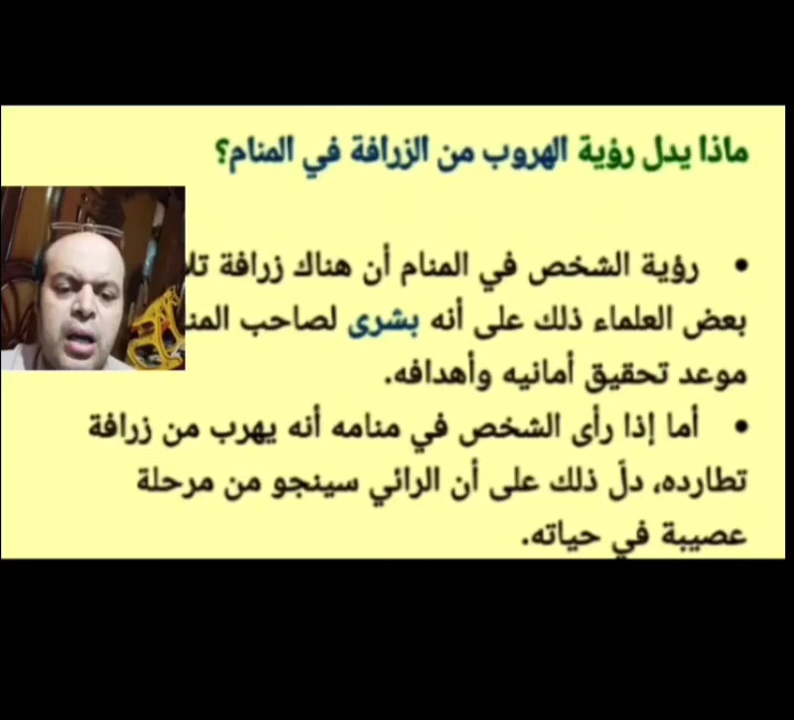 ماذا يدل رؤية الهروب من الزرافة في المنام؟
• رؤية الشخص في المنام أن هناك زرافة
بعض العلماء ذلك على أنه بشرى لصاحب
موعد تحقيق أمانيه وأهدافه.
• أما إذا رأى الشخص في منامه أنه يهرب من زرافة
تطارده، دلّ ذلك على أن الرائي سينجو من مرحلة
عصيبة في حياته.